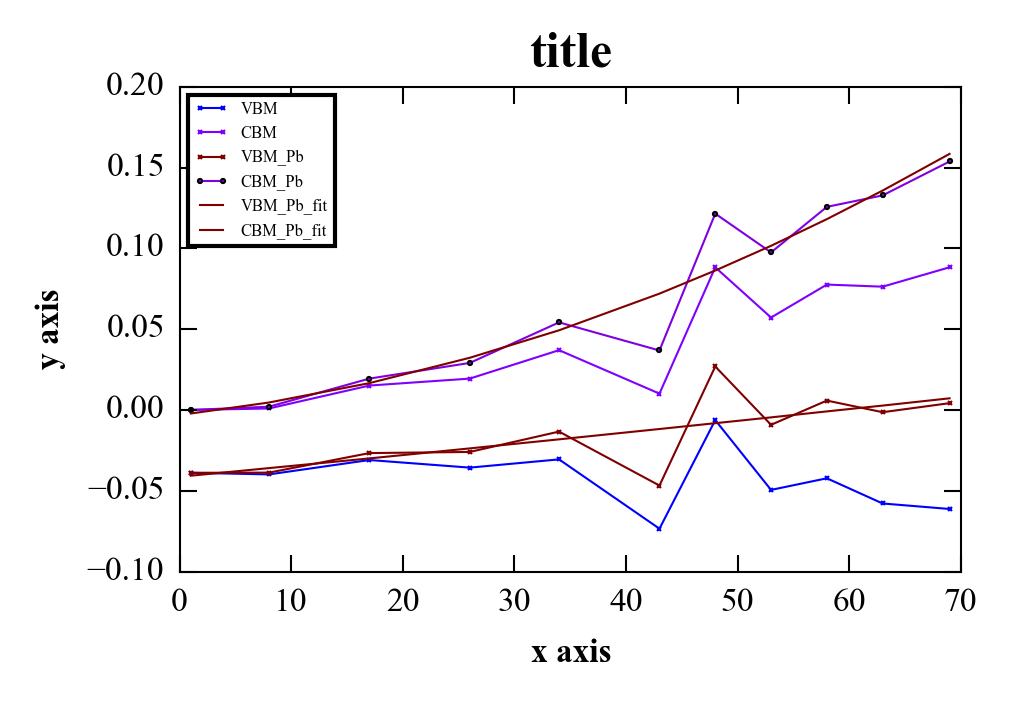 title
0.20
0.15
0.10
0.05
0.00
−0.05
−0.10
y axis
VBM
CBM
VBM_Pb
CBM_Pb
VBM_Pb_fit
CBM_Pb_fit
0 10 20 30 40 50 60 70
x axis